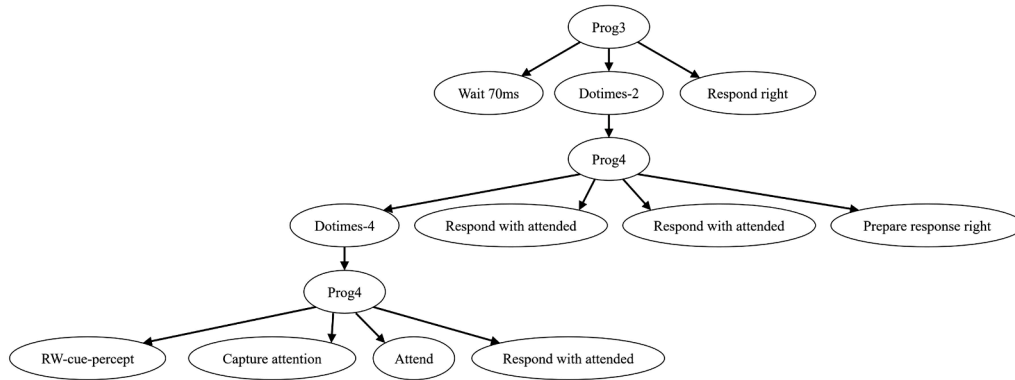 Prog3
Wait 70ms
Dotimes-2
Respond right
Prog4
Dotimes-4
Respond with attended
Respond with attended
Prepare response right
Prog4
RW-cue-percept
Capture attention
Attend
Respond with attended